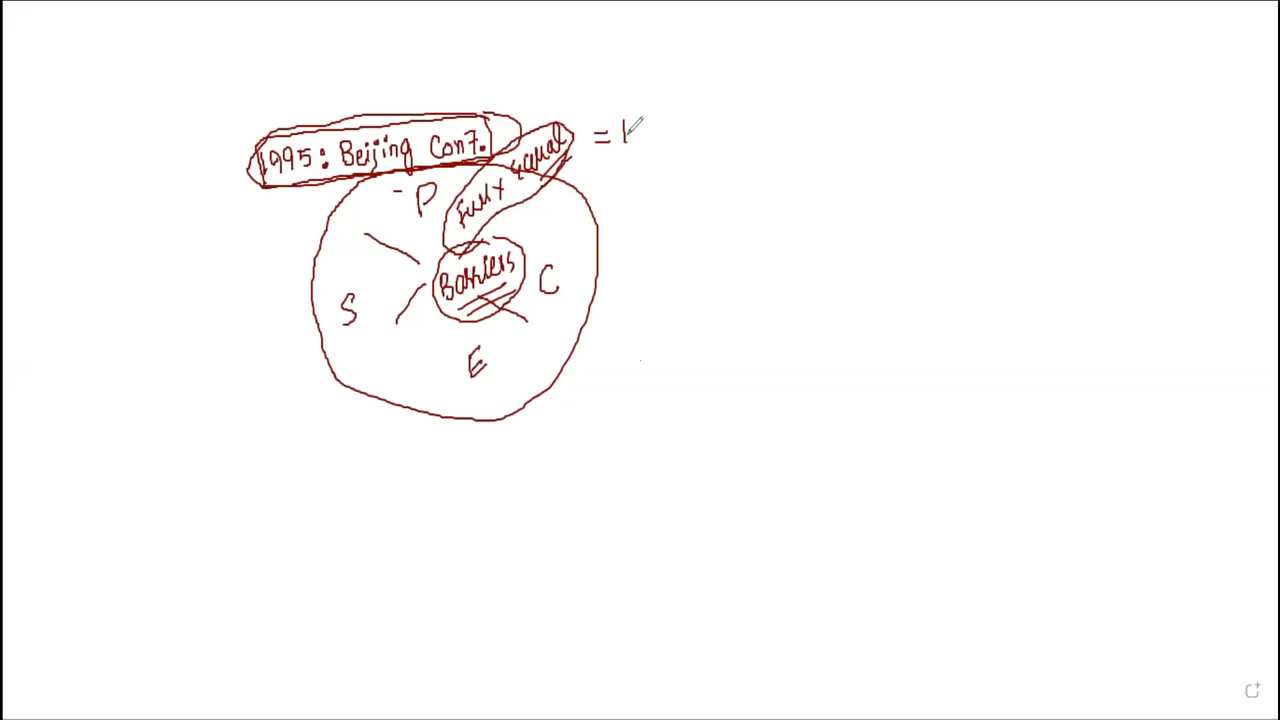 1995: Beijing Conf.
Full + equal
=
- P
Barriers
C
S
E